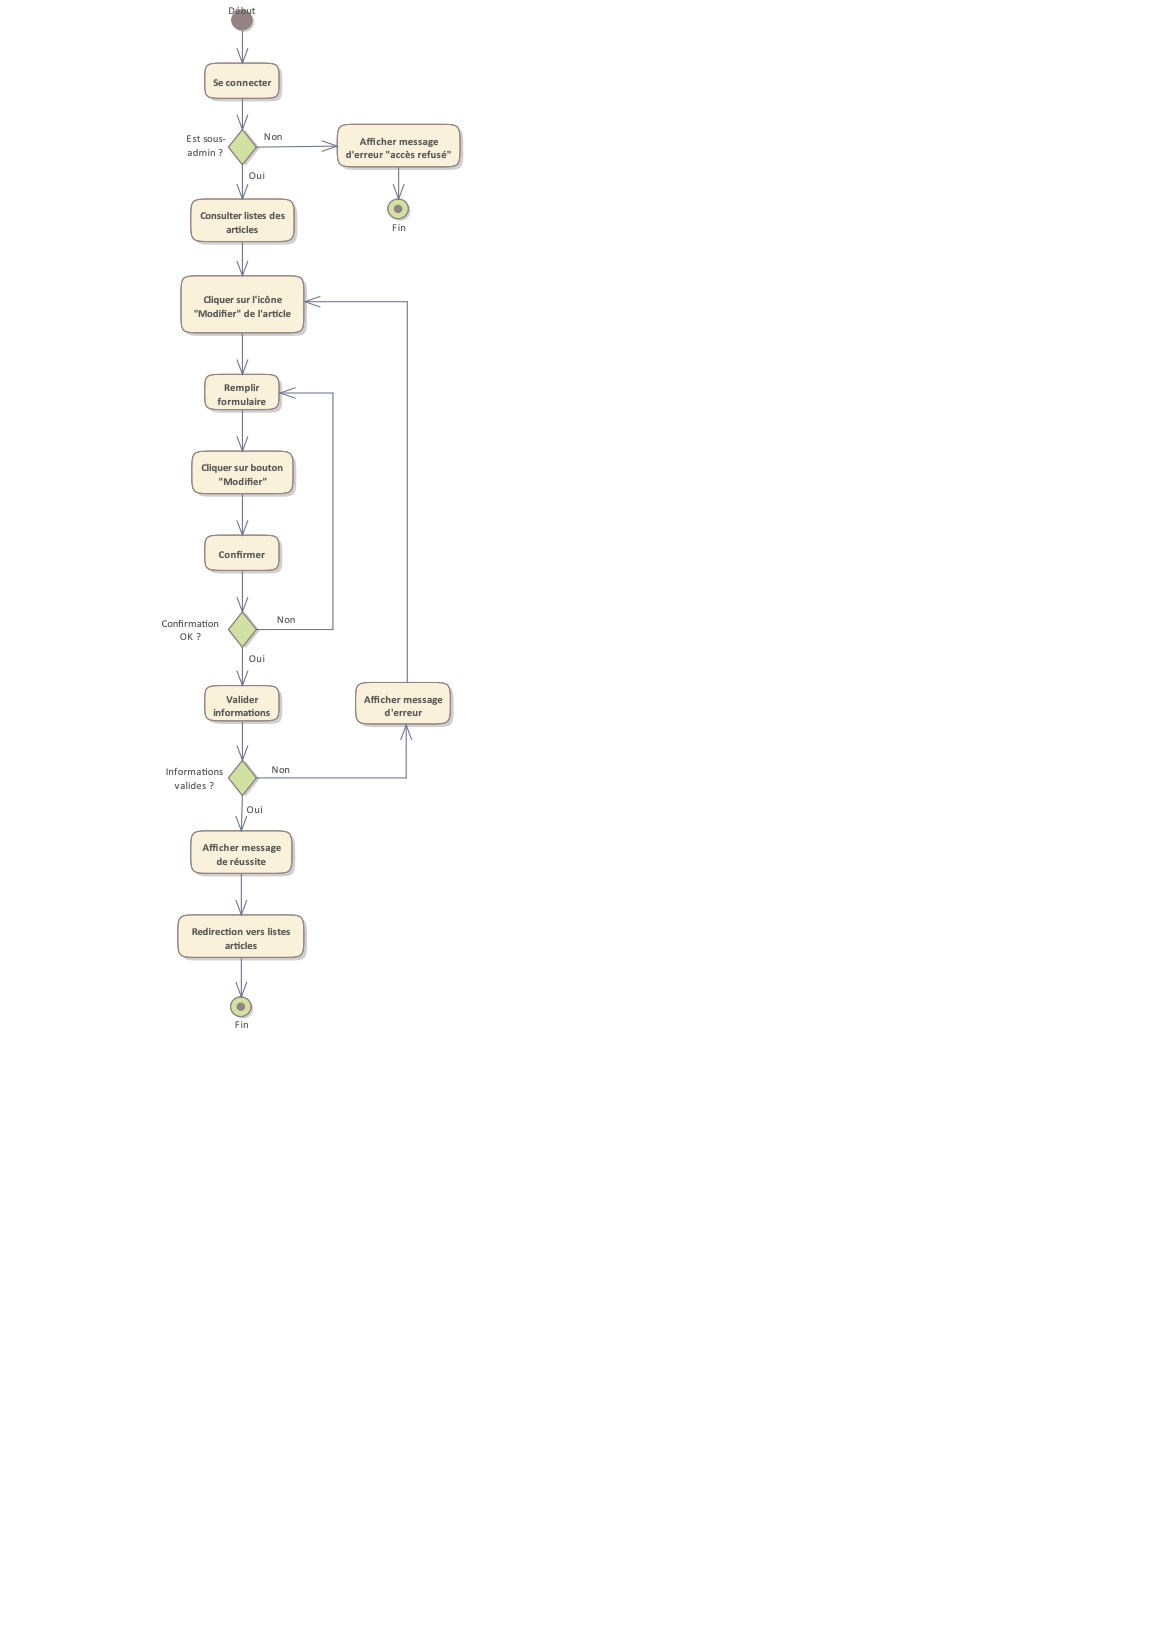 Début
Se connecter
Est sous-
admin ?
Non
Afficher message
d'erreur "accès refusé"
Oui
Fin
Consulter listes des
articles
Cliquer sur l'icône
"Modifier" de l'article
Remplir
formulaire
Cliquer sur bouton
"Modifier"
Confirmer
Confirmation
OK ?
Non
Oui
Valider
informations
Afficher message
d'erreur
Informations
valides ?
Non
Oui
Afficher message
de réussite
Redirection vers listes
articles
Fin